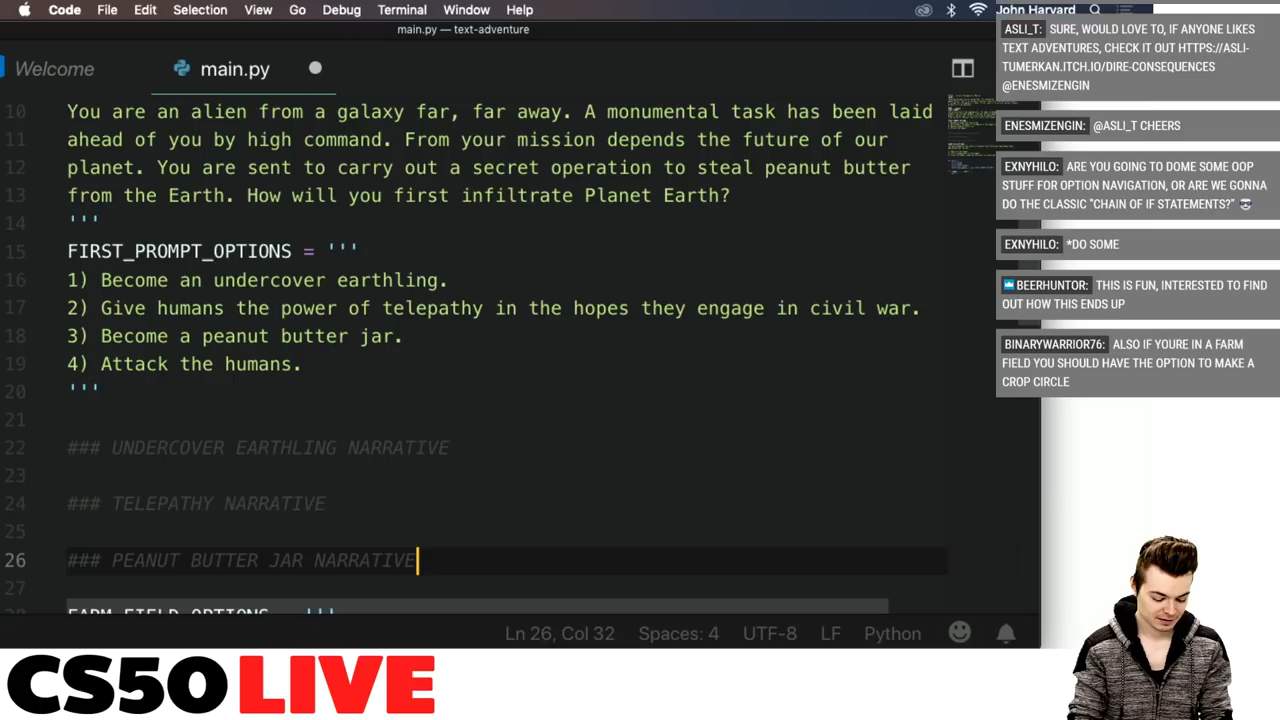 Code File Edit Selection View Go Debug Terminal Window Help
John Harvard
main.py — text-adventure
Welcome
main.py
10 You are an alien from a galaxy far, far away. A monumental task has been laid
11 ahead of you by high command. From your mission depends the future of our
12 planet. You are set to carry out a secret operation to steal peanut butter
13 from the Earth. How will you first infiltrate Planet Earth?
14 '''
15 FIRST_PROMPT_OPTIONS = '''
16 1) Become an undercover earthling.
17 2) Give humans the power of telepathy in the hopes they engage in civil war.
18 3) Become a peanut butter jar.
19 4) Attack the humans.
20 '''
21
22 ### UNDERCOVER EARTHLING NARRATIVE
23
24 ### TELEPATHY NARRATIVE
25
26 ### PEANUT BUTTER JAR NARRATIVE
27
28 FARM_FIELD_OPTIONS = '''
Ln 26, Col 32 Spaces: 4 UTF-8 LF Python
ASLI_T: SURE, WOULD LOVE TO, IF ANYONE LIKES
TEXT ADVENTURES, CHECK IT OUT HTTPS://ASLI-
TUMERKAN.ITCH.IO/DIRE-CONSEQUENCES
@ENESMIZENGIN
ENESMIZENGIN: @ASLI_T CHEERS
EXNYHILO: ARE YOU GOING TO DOME SOME OOP
STUFF FOR OPTION NAVIGATION, OR ARE WE GONNA
DO THE CLASSIC "CHAIN OF IF STATEMENTS?"
EXNYHILO: *DO SOME
BEERHUNTOR: THIS IS FUN, INTERESTED TO FIND
OUT HOW THIS ENDS UP
BINARYWARRIOR76: ALSO IF YOURE IN A FARM
FIELD YOU SHOULD HAVE THE OPTION TO MAKE A
CROP CIRCLE
CS50 LIVE